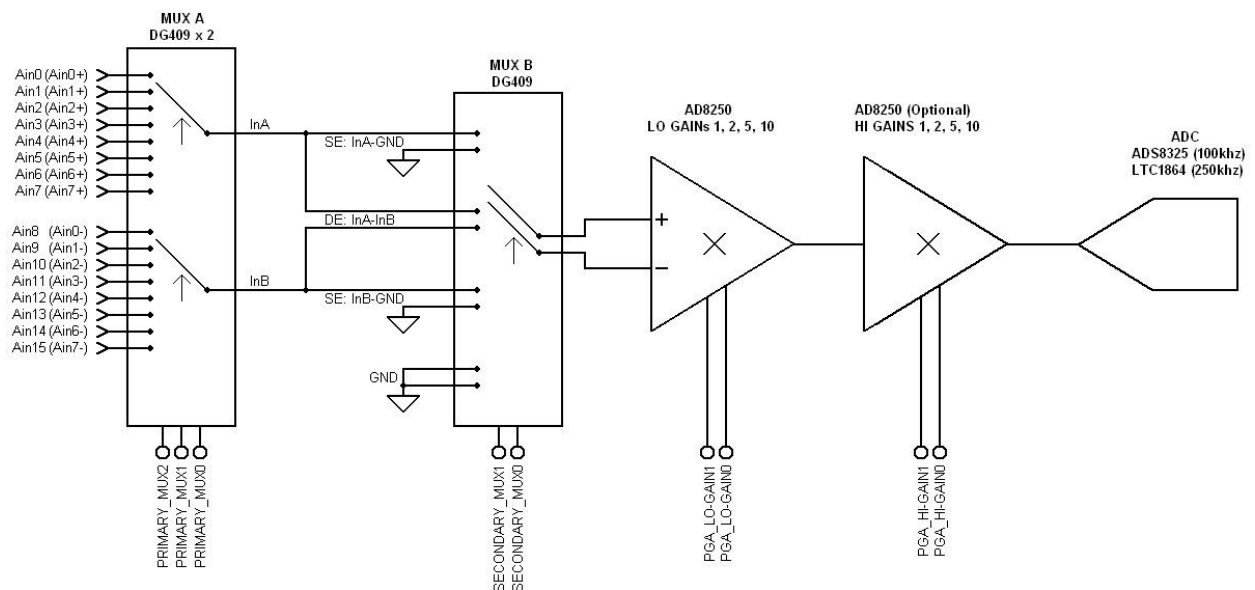 MUX A
DG409 x 2
Ain0 (Ain0+)
Ain1 (Ain1+)
Ain2 (Ain2+)
Ain3 (Ain3+)
Ain4 (Ain4+)
Ain5 (Ain5+)
Ain6 (Ain6+)
Ain7 (Ain7+)
Ain8 (Ain0-)
Ain9 (Ain1-)
Ain10 (Ain2-)
Ain11 (Ain3-)
Ain12 (Ain4-)
Ain13 (Ain5-)
Ain14 (Ain6-)
Ain15 (Ain7-)
PRIMARY_MUX2
PRIMARY_MUX1
PRIMARY_MUX0
InA
InB
SE: InA-GND
DE: InA-InB
SE: InB-GND
GND
MUX B
DG409
SECONDARY_MUX1
SECONDARY_MUX0
AD8250
LO GAINs 1, 2, 5, 10
+
−
PGA_LO-GAIN1
PGA_LO-GAIN0
AD8250 (Optional)
HI GAINS 1, 2, 5, 10
PGA_HI-GAIN1
PGA_HI-GAIN0
ADC
ADS8325 (100khz)
LTC1864 (250khz)